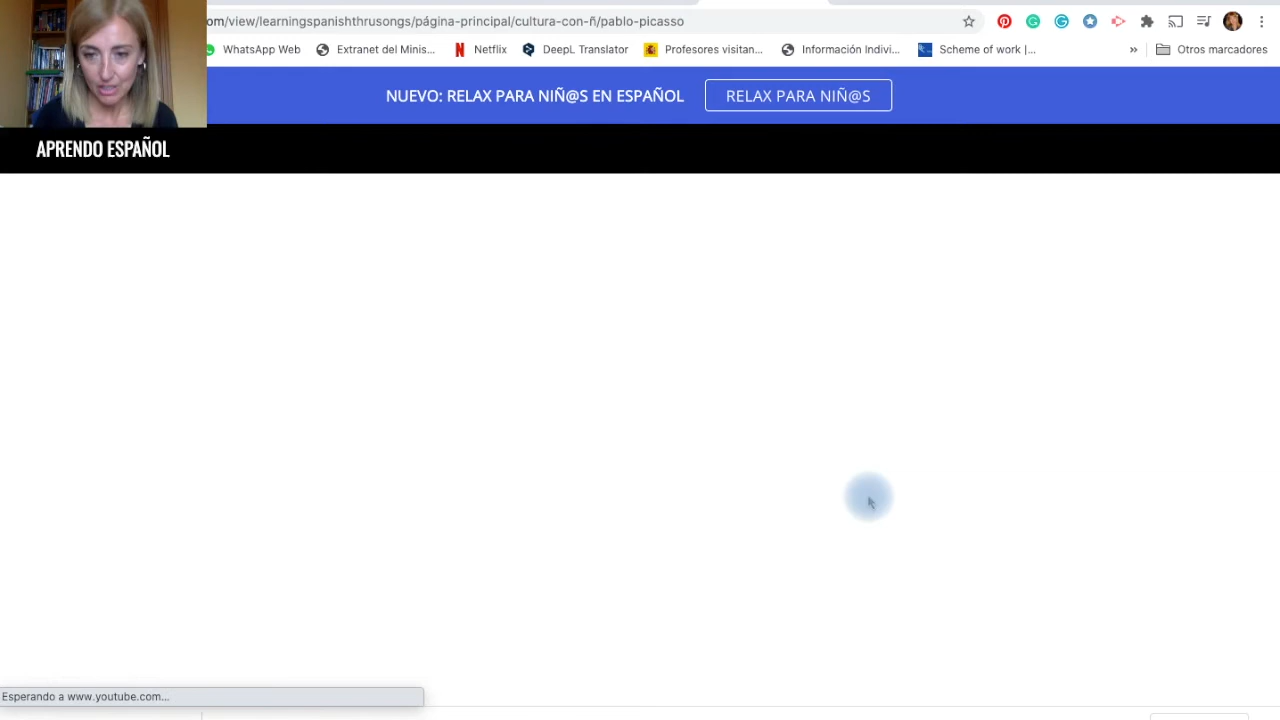 om/view/learningspanishthrusongs/página-principal/cultura-con-ñ/pablo-picasso
WhatsApp Web Extranet del Minis... Netflix DeepL Translator Profesores visitan... Información Indivi... Scheme of work |... » Otros marcadores
NUEVO: RELAX PARA NIÑ@S EN ESPAÑOL RELAX PARA NIÑ@S
APRENDO ESPAÑOL
Esperando a www.youtube.com...